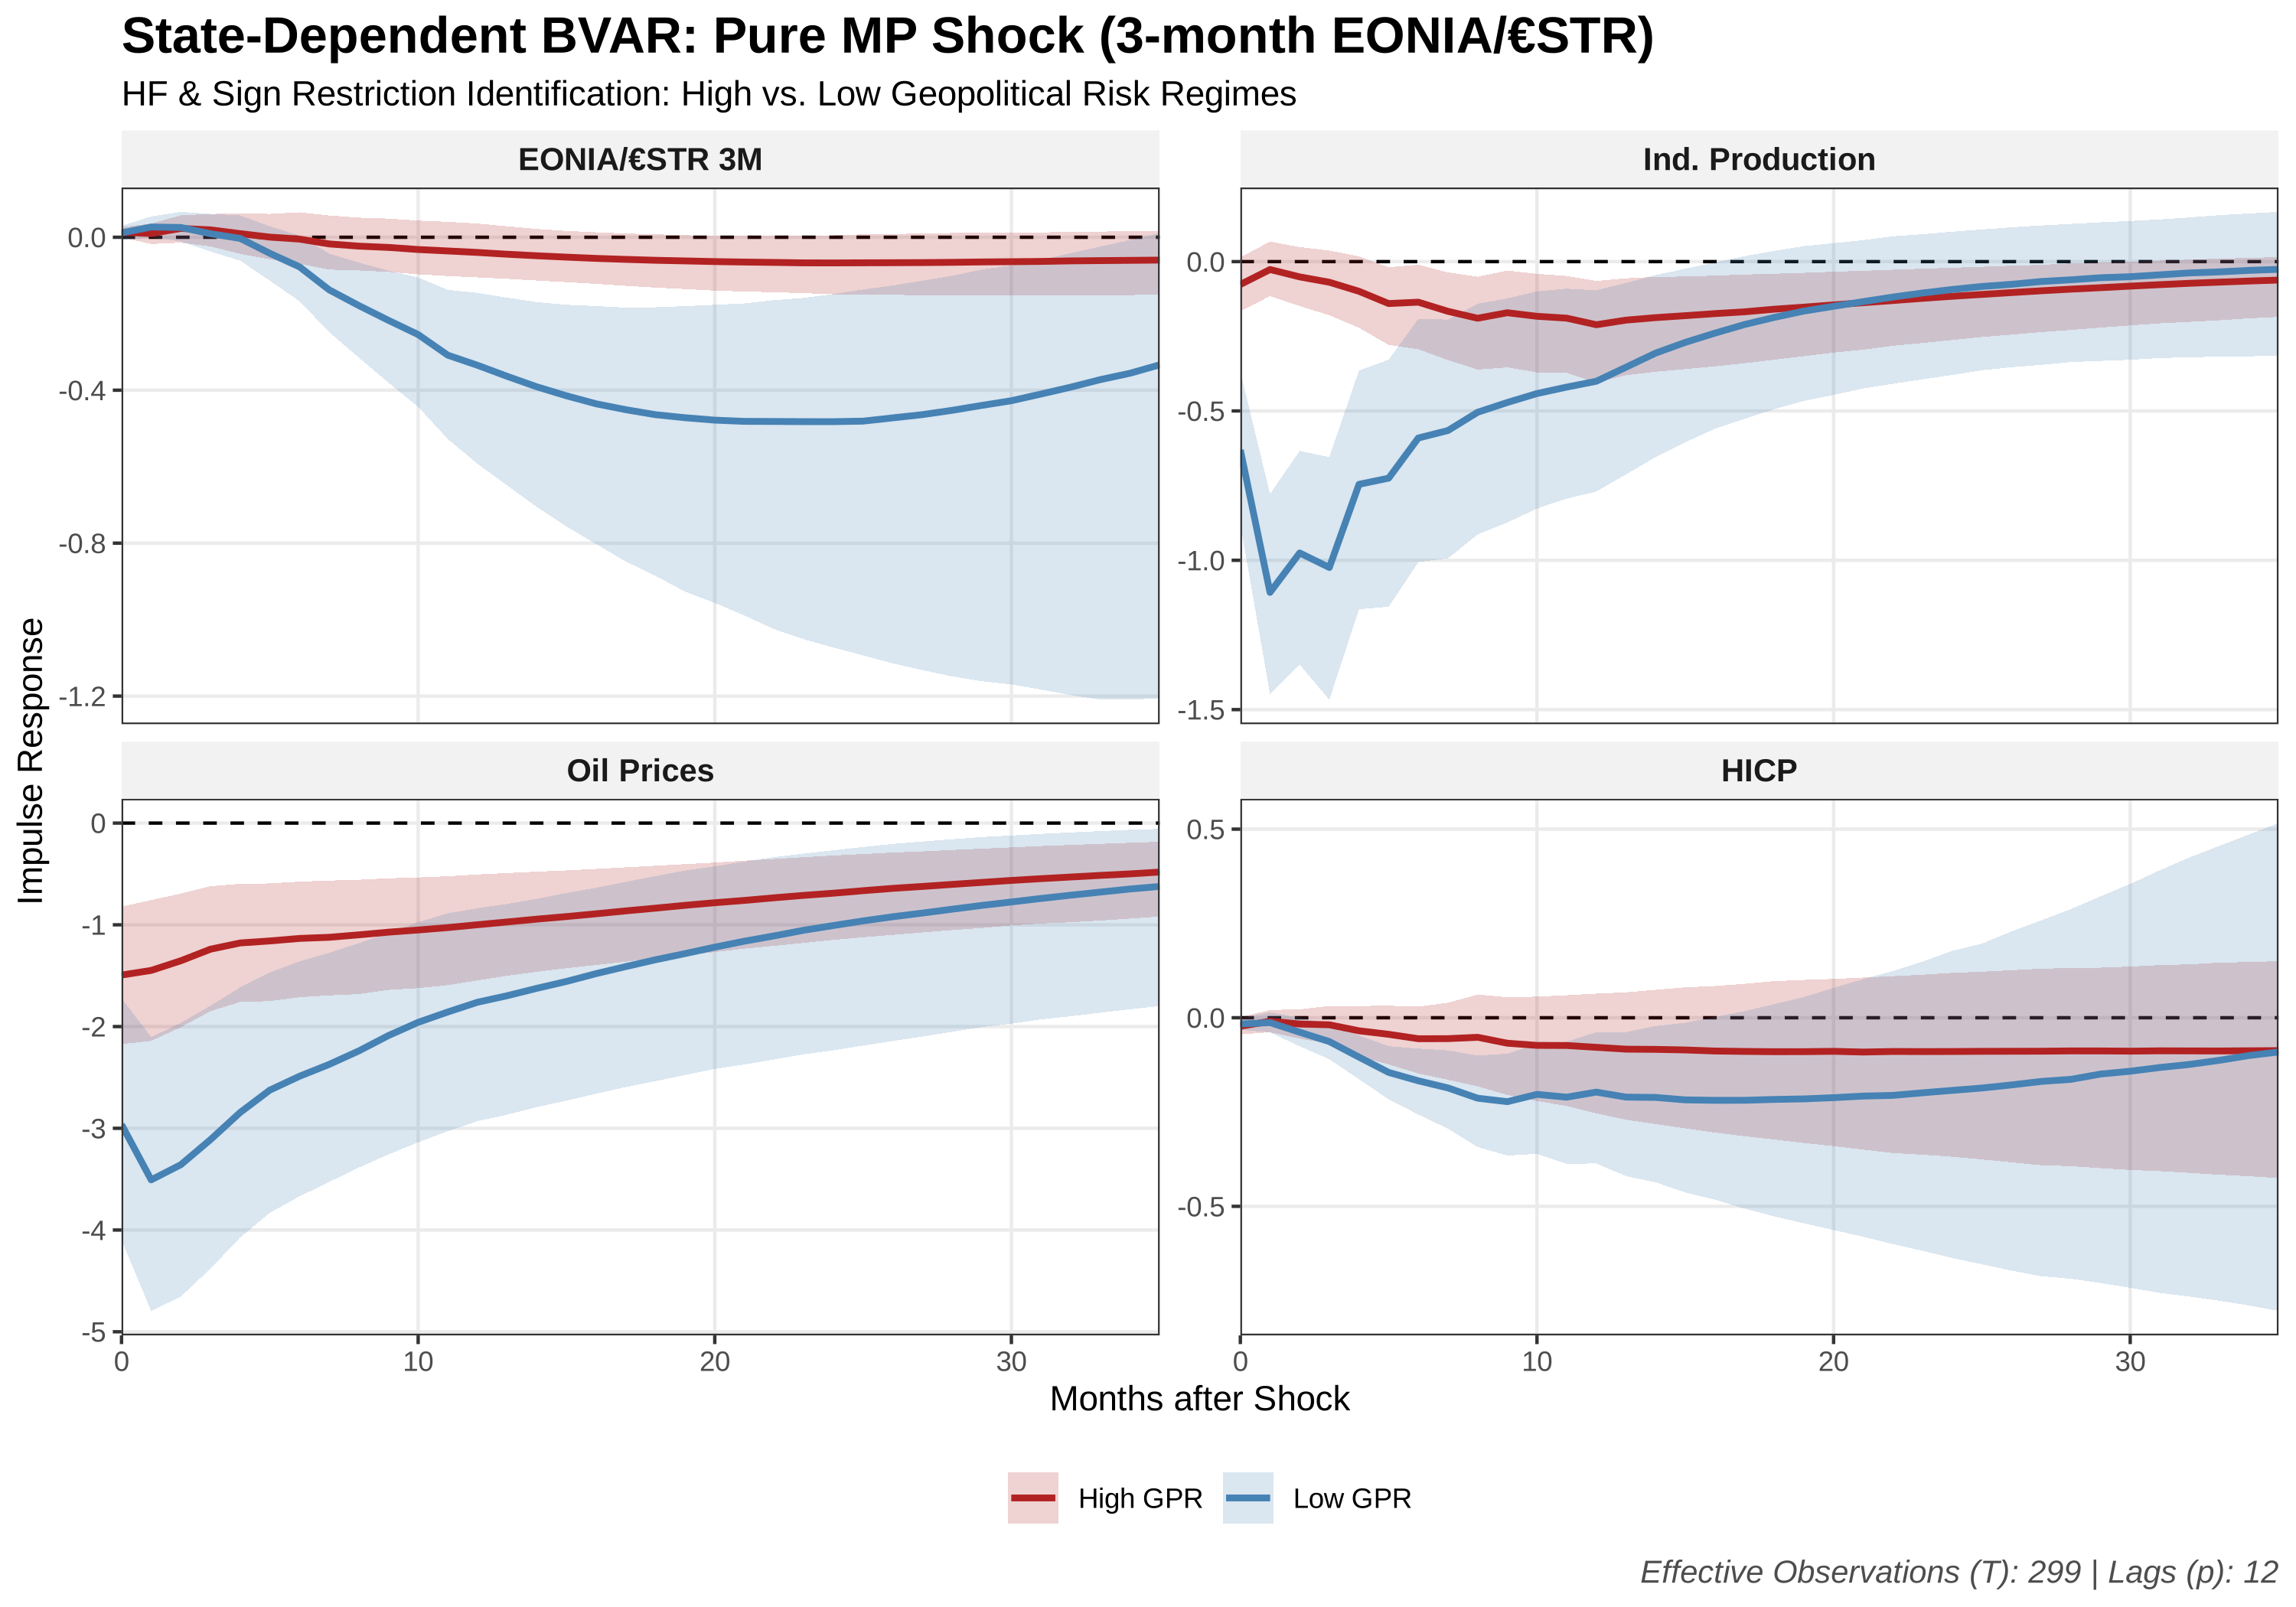 State-Dependent BVAR: Pure MP Shock (3-month EONIA/€STR)
HF & Sign Restriction Identification: High vs. Low Geopolitical Risk Regimes
EONIA/€STR 3M
Ind. Production
0.0
-0.4
-0.8
-1.2
0.0
-0.5
-1.0
-1.5
Impulse Response
Oil Prices
HICP
0
-1
-2
-3
-4
-5
0.5
0.0
-0.5
0 10 20 30
0 10 20 30
Months after Shock
High GPR
Low GPR
Effective Observations (T): 299 | Lags (p): 12